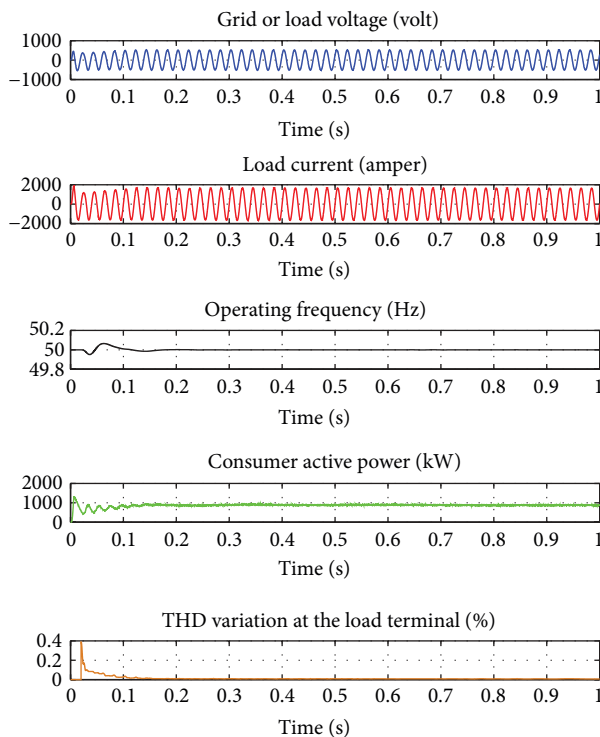 Grid or load voltage (volt)
1000
0
−1000
0 0.1 0.2 0.3 0.4 0.5 0.6 0.7 0.8 0.9 1
Time (s)
Load current (amper)
2000
0
−2000
0 0.1 0.2 0.3 0.4 0.5 0.6 0.7 0.8 0.9 1
Time (s)
Operating frequency (Hz)
50.2
50
49.8
0 0.1 0.2 0.3 0.4 0.5 0.6 0.7 0.8 0.9 1
Time (s)
Consumer active power (kW)
2000
1000
0
0 0.1 0.2 0.3 0.4 0.5 0.6 0.7 0.8 0.9 1
Time (s)
THD variation at the load terminal (%)
0.4
0.2
0
0 0.1 0.2 0.3 0.4 0.5 0.6 0.7 0.8 0.9 1
Time (s)